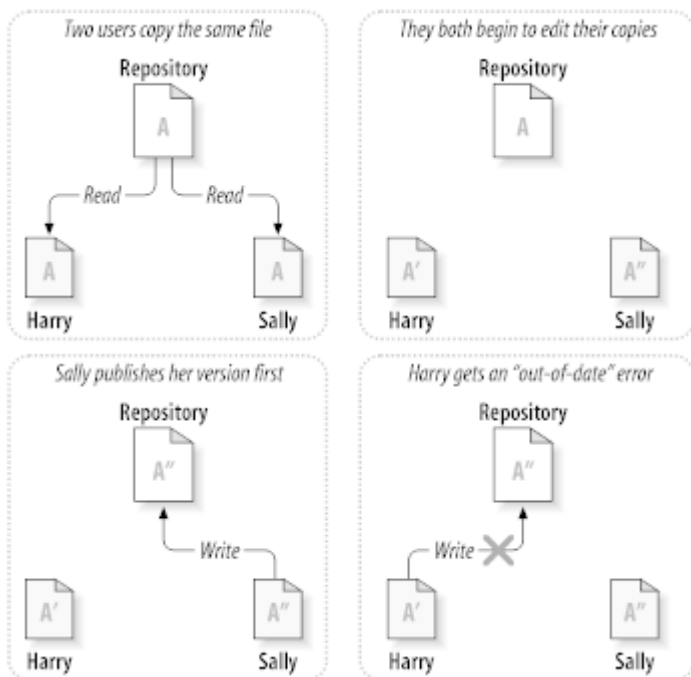 Two users copy the same file
Repository
A
Read
Read
A
A
Harry
Sally
They both begin to edit their copies
Repository
A
A'
A"
Harry
Sally
Sally publishes her version first
Repository
A"
Write
A'
A"
Harry
Sally
Harry gets an "out-of-date" error
Repository
A"
Write
A'
A"
Harry
Sally